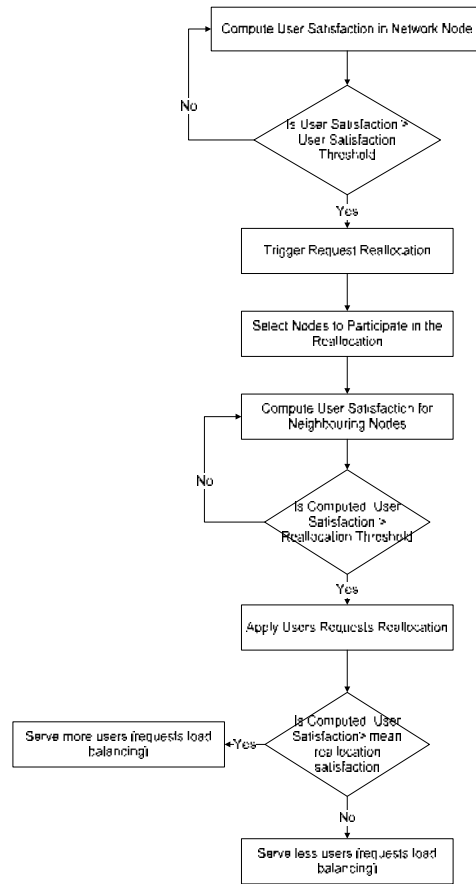 Compute User Satisfaction in Network Node
No
Is User Satisfaction >
User Satisfaction
Threshold
Yes
Trigger Request Reallocation
Select Nodes to Participate in the
Reallocation
Compute User Satisfaction for
Neighbouring Nodes
No
Is Computed User
Satisfaction >
Reallocation Threshold
Yes
Apply Users Requests Reallocation
Is Computed User
Satisfaction> mean
reallocation
satisfaction
Yes
Serve more users (requests load
balancing)
No
Serve less users (requests load
balancing)